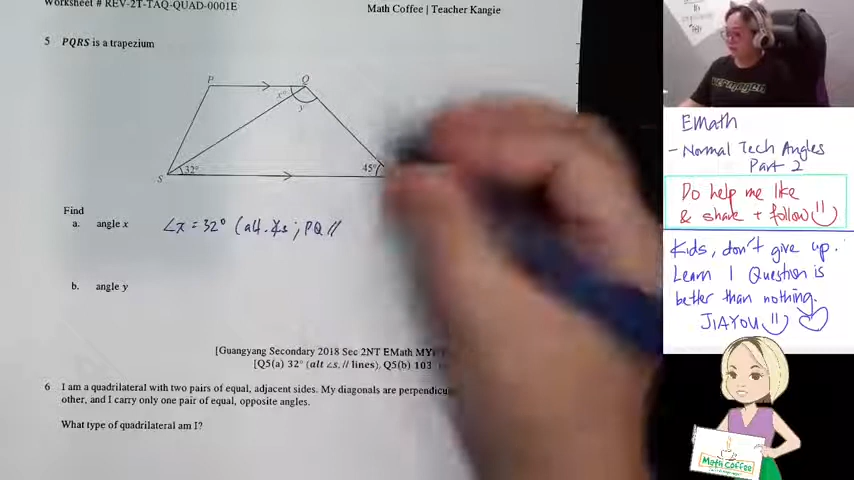 Worksheet # REV-2T-TAQ-QUAD-0001E
Math Coffee | Teacher Kangie
5 PQRS is a trapezium
P
Q
x°
y
S
32°
45°
Find
a. angle x
∠x = 32° (alt. ∠s ; PQ //
b. angle y
[Guangyang Secondary 2018 Sec 2NT EMath MY
[Q5(a) 32° (alt ∠s, // lines), Q5(b) 103
6 I am a quadrilateral with two pairs of equal, adjacent sides. My diagonals are perpendicu
other, and I carry only one pair of equal, opposite angles.
What type of quadrilateral am I?
EMath
- Normal Tech Angles
Part 2
Do help me like
& share + follow
Kids, don't give up.
Learn 1 Question is
better than nothing.
JIAYOU
Math Coffee